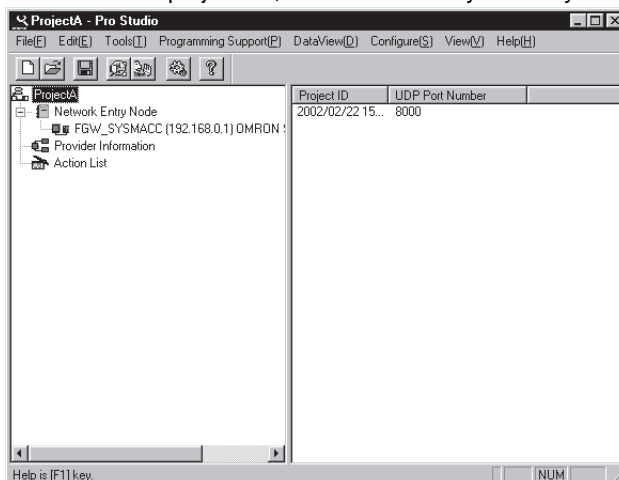 ProjectA - Pro Studio
File(F) Edit(E) Tools(T) Programming Support(P) DataView(D) Configure(S) View(V) Help(H)
ProjectA
Network Entry Node
FGW_SYSMACC (192.168.0.1) OMRON
Provider Information
Action List
Project ID UDP Port Number
2002/02/22 15... 8000
Help is [F1] key.
NUM